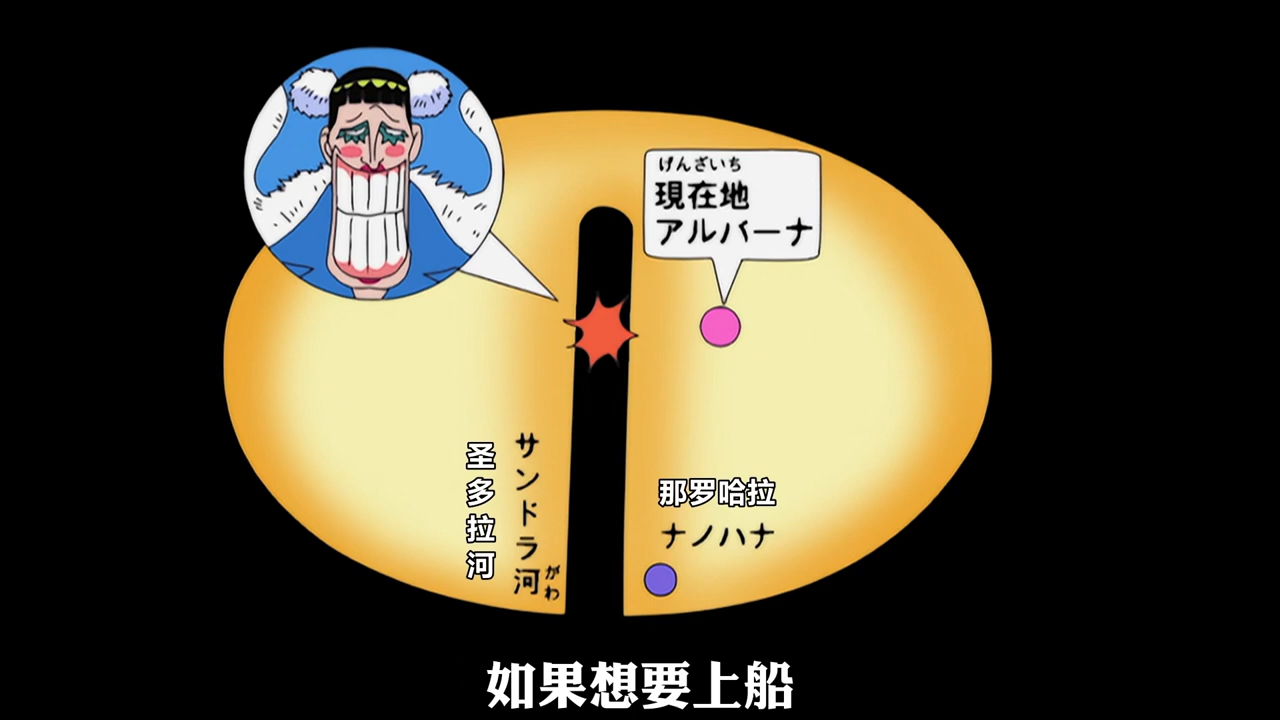 げんざいち
現在地
アルバーナ
圣多拉河
サンドラ河
がわ
那罗哈拉
ナノハナ
如果想要上船